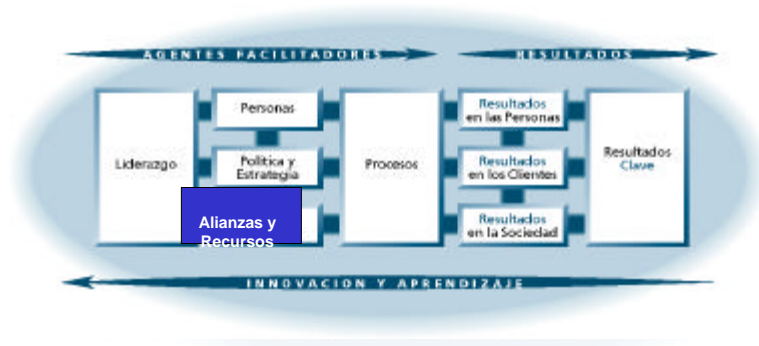 AGENTES FACILITADORES
RESULTADOS
Liderazgo
Personas
Política y
Estrategia
Alianzas y
Recursos
Procesos
Resultados
en las Personas
Resultados
en los Clientes
Resultados
en la Sociedad
Resultados
Clave
INNOVACIÓN Y APRENDIZAJE